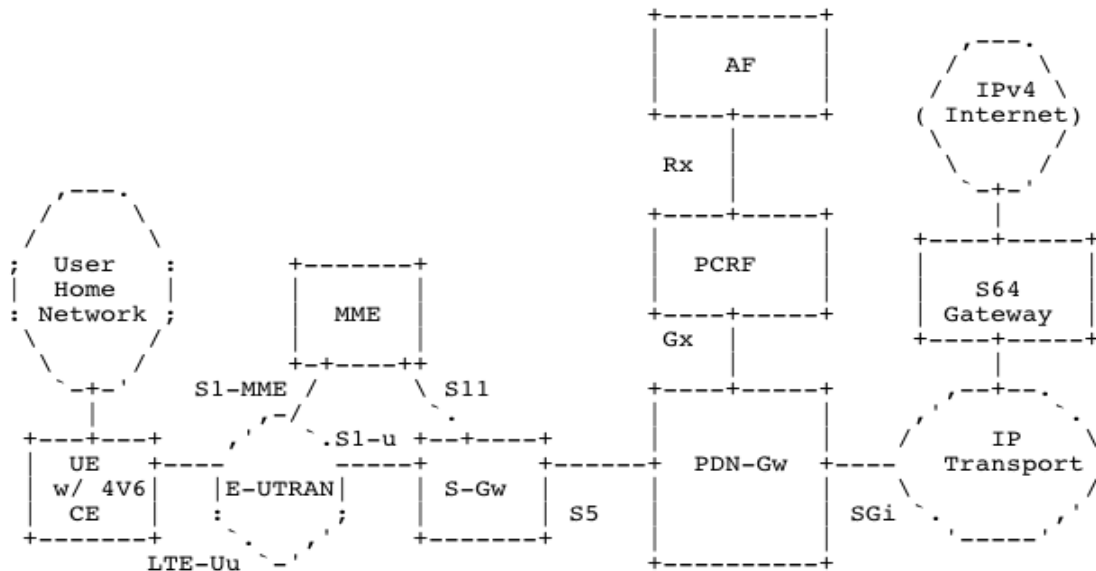 AF
IPv4
Internet
Rx
User
Home
Network
MME
PCRF
S64
Gateway
Gx
S1-MME
S11
S1-u
UE
w/ 4V6
CE
E-UTRAN
S-Gw
PDN-Gw
IP
Transport
S5
SGi
LTE-Uu